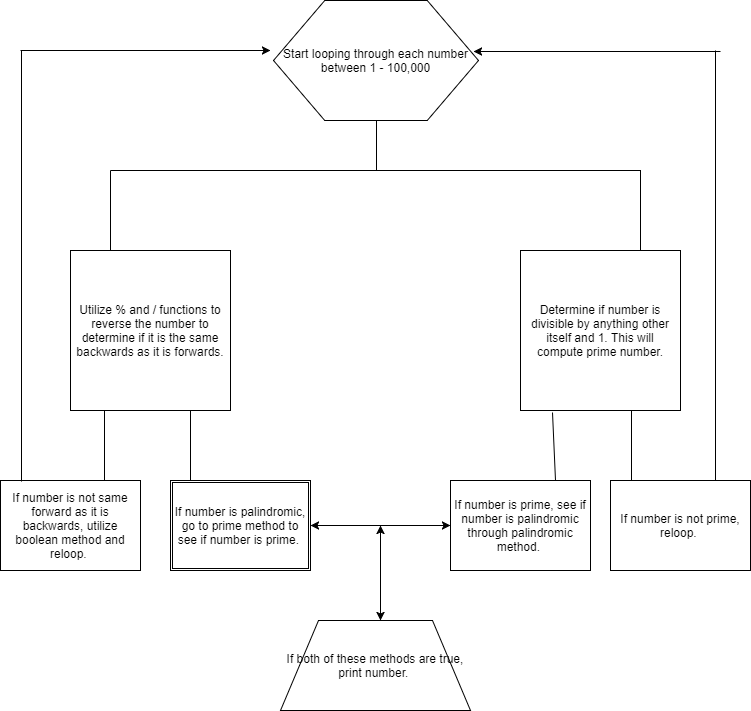 Start looping through each number
between 1 - 100,000
Utilize % and / functions to
reverse the number to
determine if it is the same
backwards as it is forwards.
Determine if number is
divisible by anything other
itself and 1. This will
compute prime number.
If number is not same
forward as it is
backwards, utilize
boolean method and
reloop.
If number is palindromic,
go to prime method to
see if number is prime.
If number is prime, see if
number is palindromic
through palindromic
method.
If number is not prime,
reloop.
If both of these methods are true,
print number.